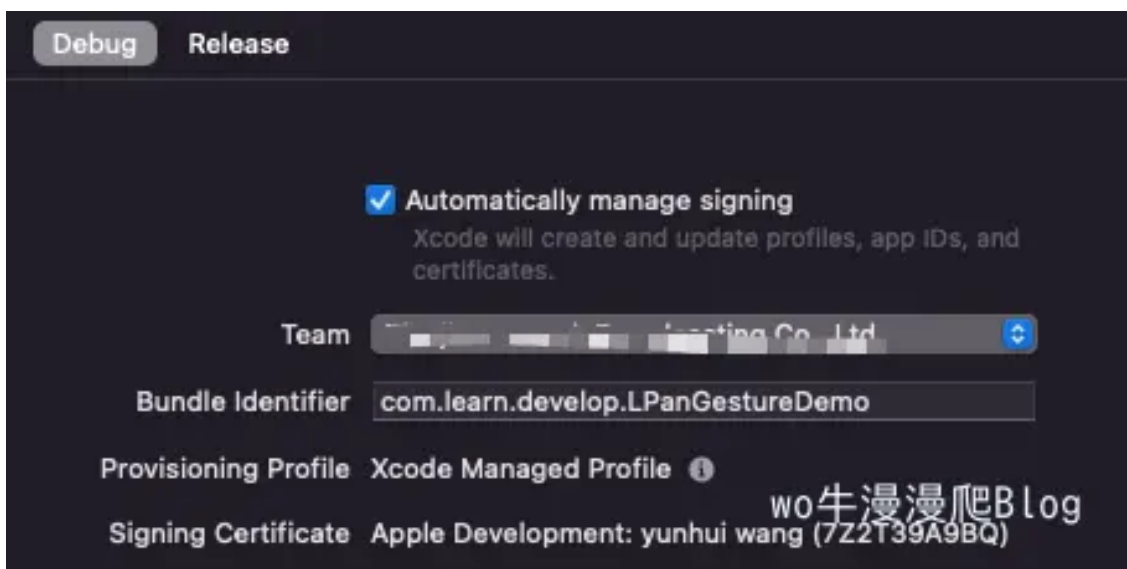 Debug Release
Automatically manage signing
Xcode will create and update profiles, app IDs, and
certificates.
Team Co., Ltd
Bundle Identifier com.learn.develop.LPanGestureDemo
Provisioning Profile Xcode Managed Profile
wo牛漫漫爬Blog
Signing Certificate Apple Development: yunhui wang (7Z2T39A9BQ)